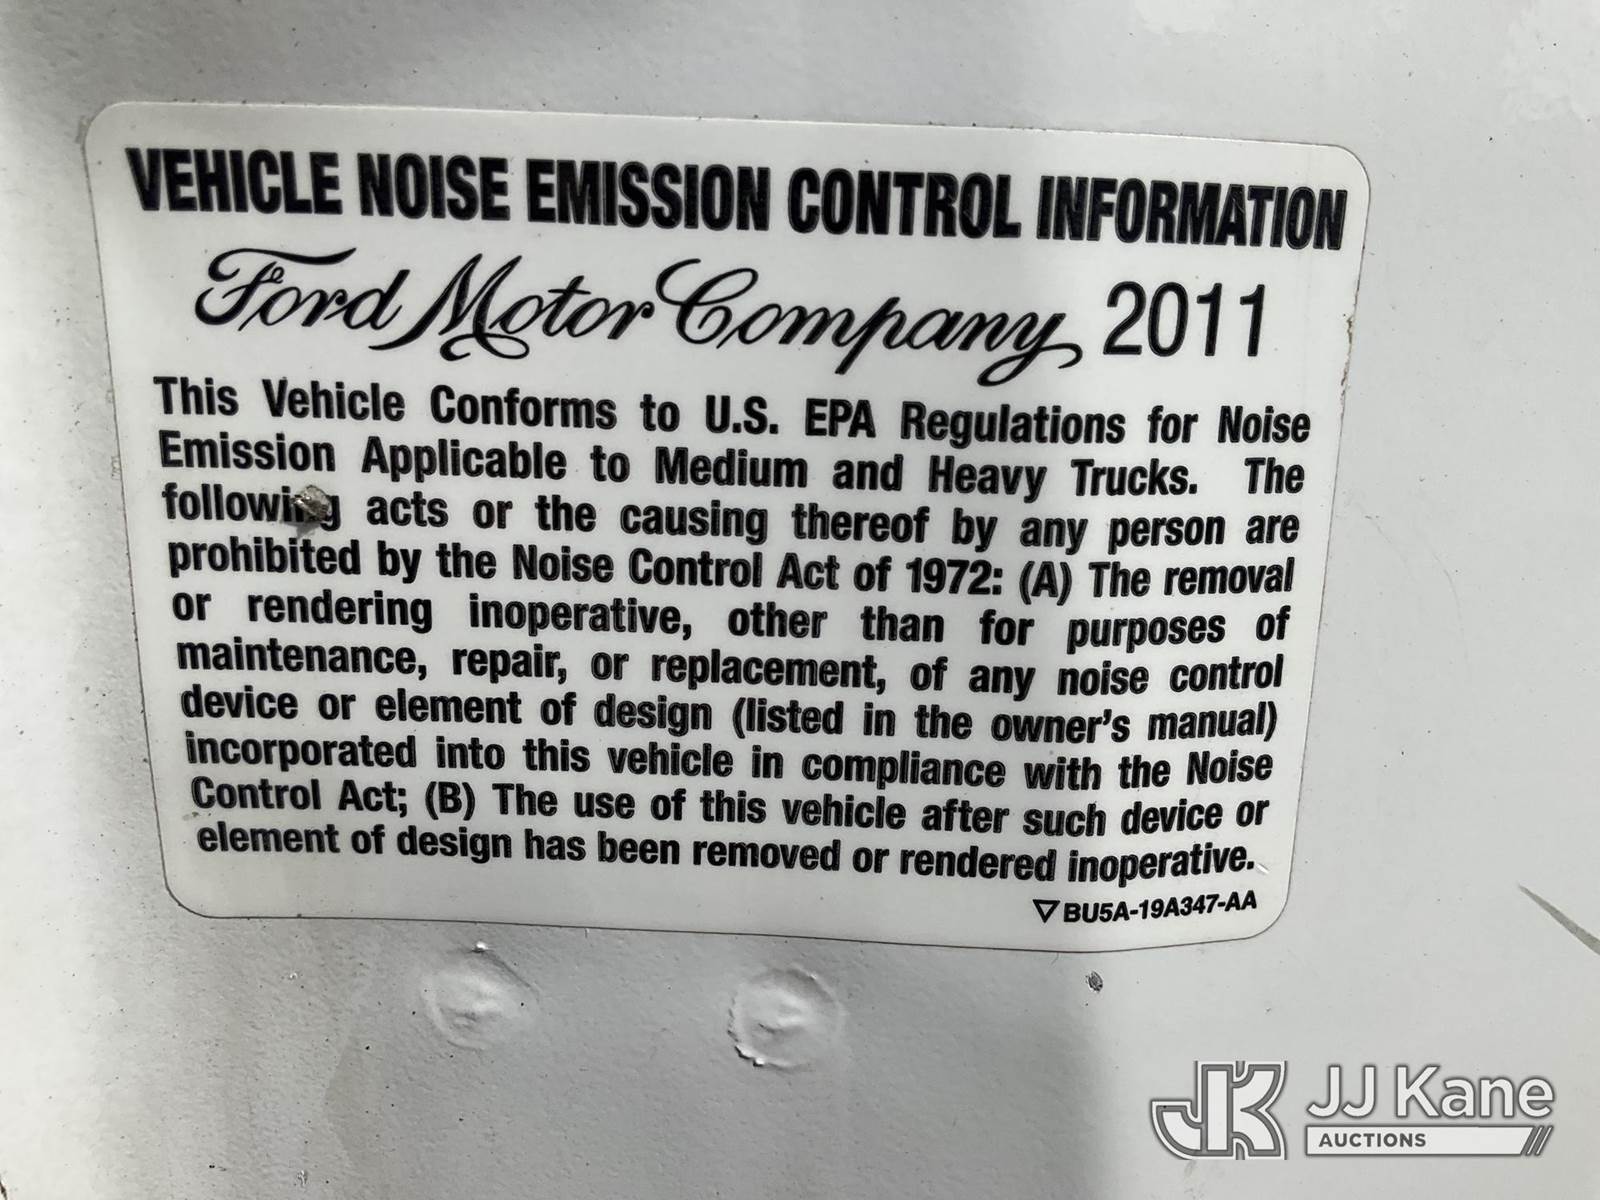 VEHICLE NOISE EMISSION CONTROL INFORMATION
Ford Motor Company, 2011
This Vehicle Conforms to U.S. EPA Regulations for Noise
Emission Applicable to Medium and Heavy Trucks. The
following acts or the causing thereof by any person are
prohibited by the Noise Control Act of 1972: (A) The removal
or rendering inoperative, other than for purposes of
maintenance, repair, or replacement, of any noise control
device or element of design (listed in the owner's manual)
incorporated into this vehicle in compliance with the Noise
Control Act; (B) The use of this vehicle after such device or
element of design has been removed or rendered inoperative.
▽ BU5A-19A347-AA
JK JJ Kane
AUCTIONS